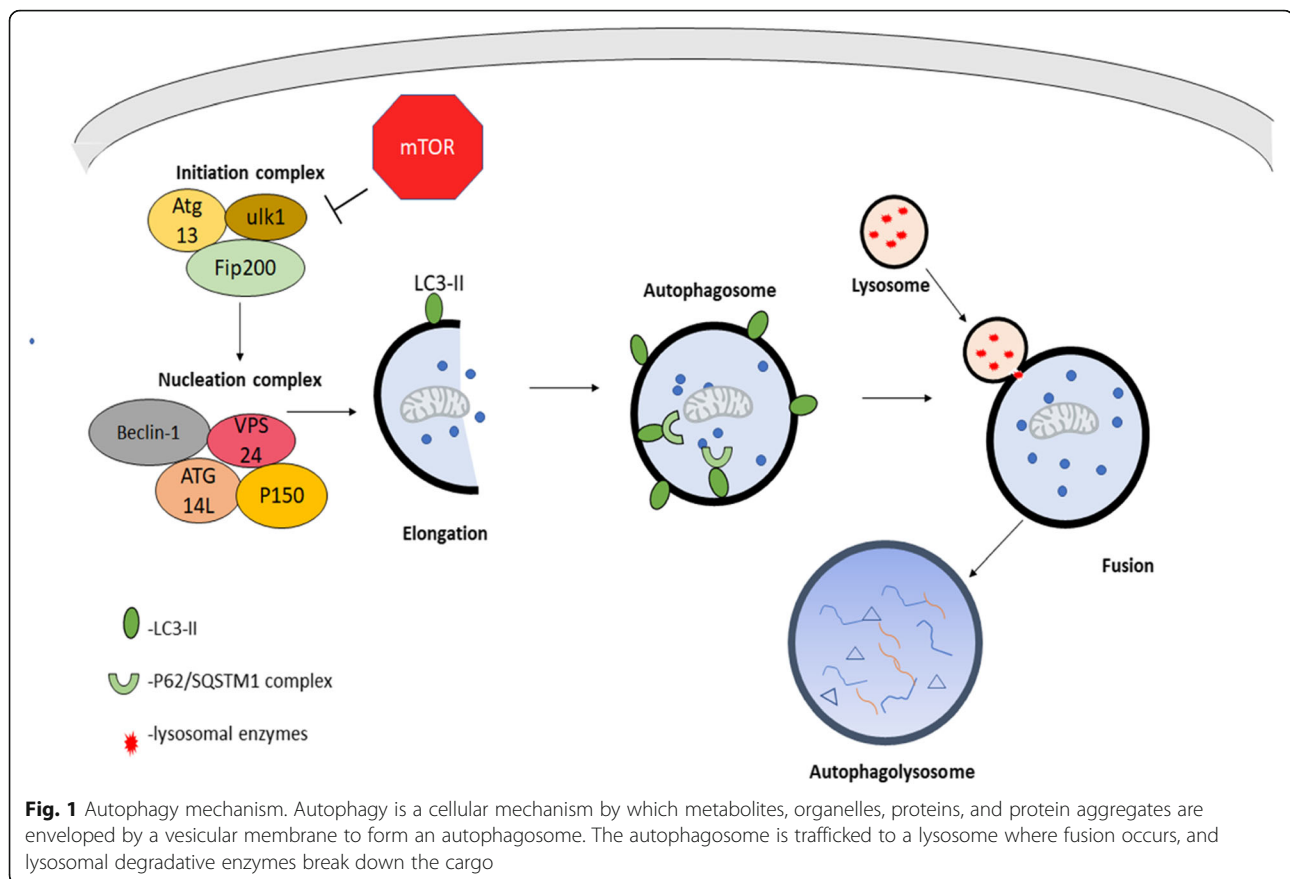 mTOR
Initiation complex
Atg
13
ulk1
Fip200
Nucleation complex
Beclin-1
VPS
24
ATG
14L
P150
LC3-II
Elongation
Autophagosome
Lysosome
Fusion
Autophagolysosome
-LC3-II
-P62/SQSTM1 complex
-lysosomal enzymes
Fig. 1 Autophagy mechanism. Autophagy is a cellular mechanism by which metabolites, organelles, proteins, and protein aggregates are
enveloped by a vesicular membrane to form an autophagosome. The autophagosome is trafficked to a lysosome where fusion occurs, and
lysosomal degradative enzymes break down the cargo